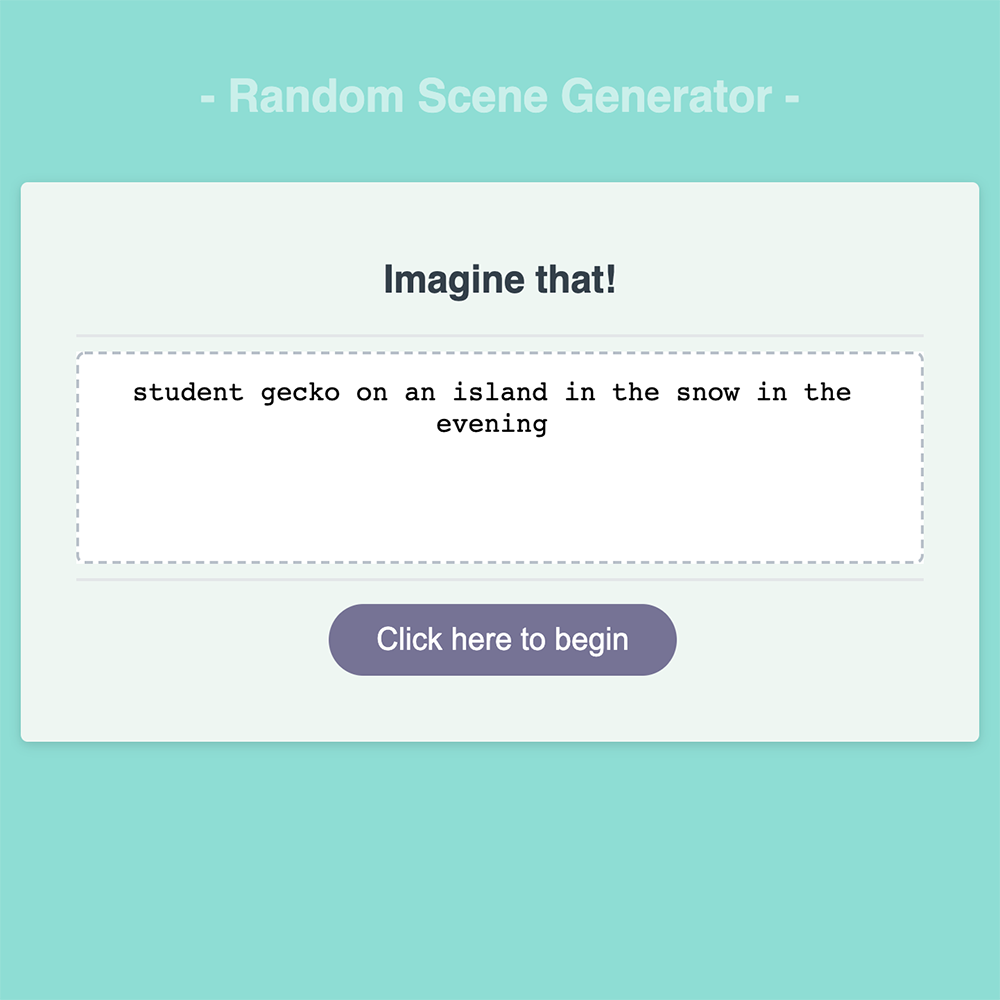 - Random Scene Generator -
Imagine that!
student gecko on an island in the snow in the
evening
Click here to begin